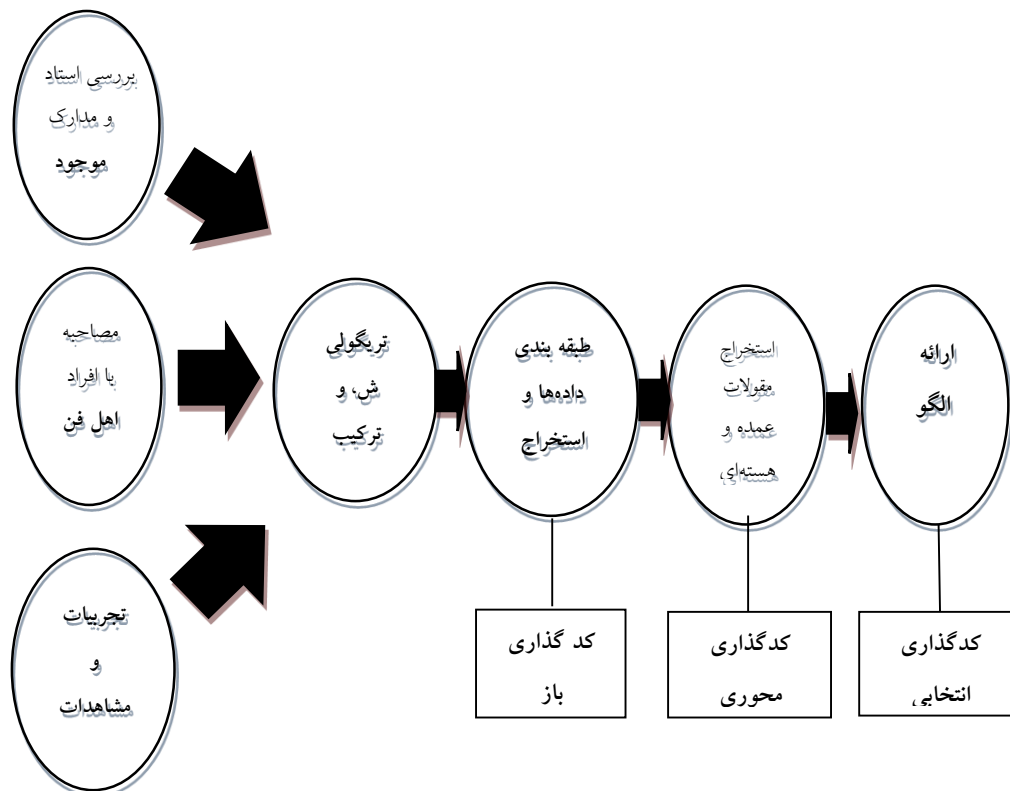 بررسی استاد
و مدارک
موجود
مصاحبه
با افراد
اهل فن
تجربیات
و
مشاهدات
تریگولی
ش، و
ترکیب
طبقه بندی
داده‌ها و
استخراج
استخراج
مقولات
عمده و
هسته‌ای
ارائه
الگو
کد گذاری
باز
کدگذاری
محوری
کدگذاری
انتخابی